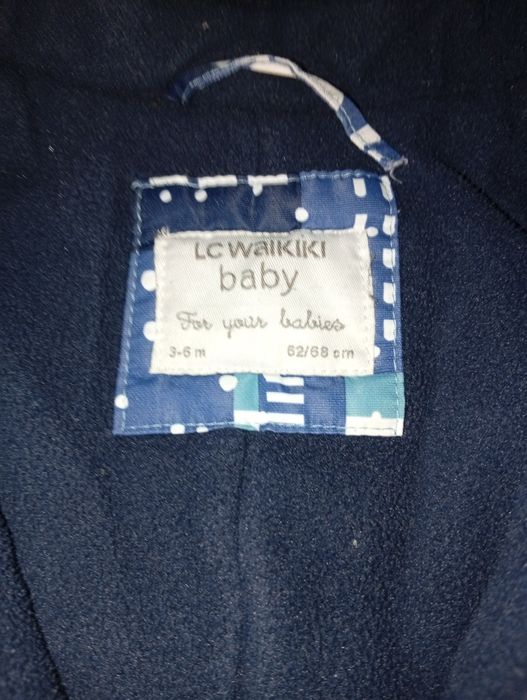 LC WaIKIKI
baby
For your babies
3-6 m 62/68 cm